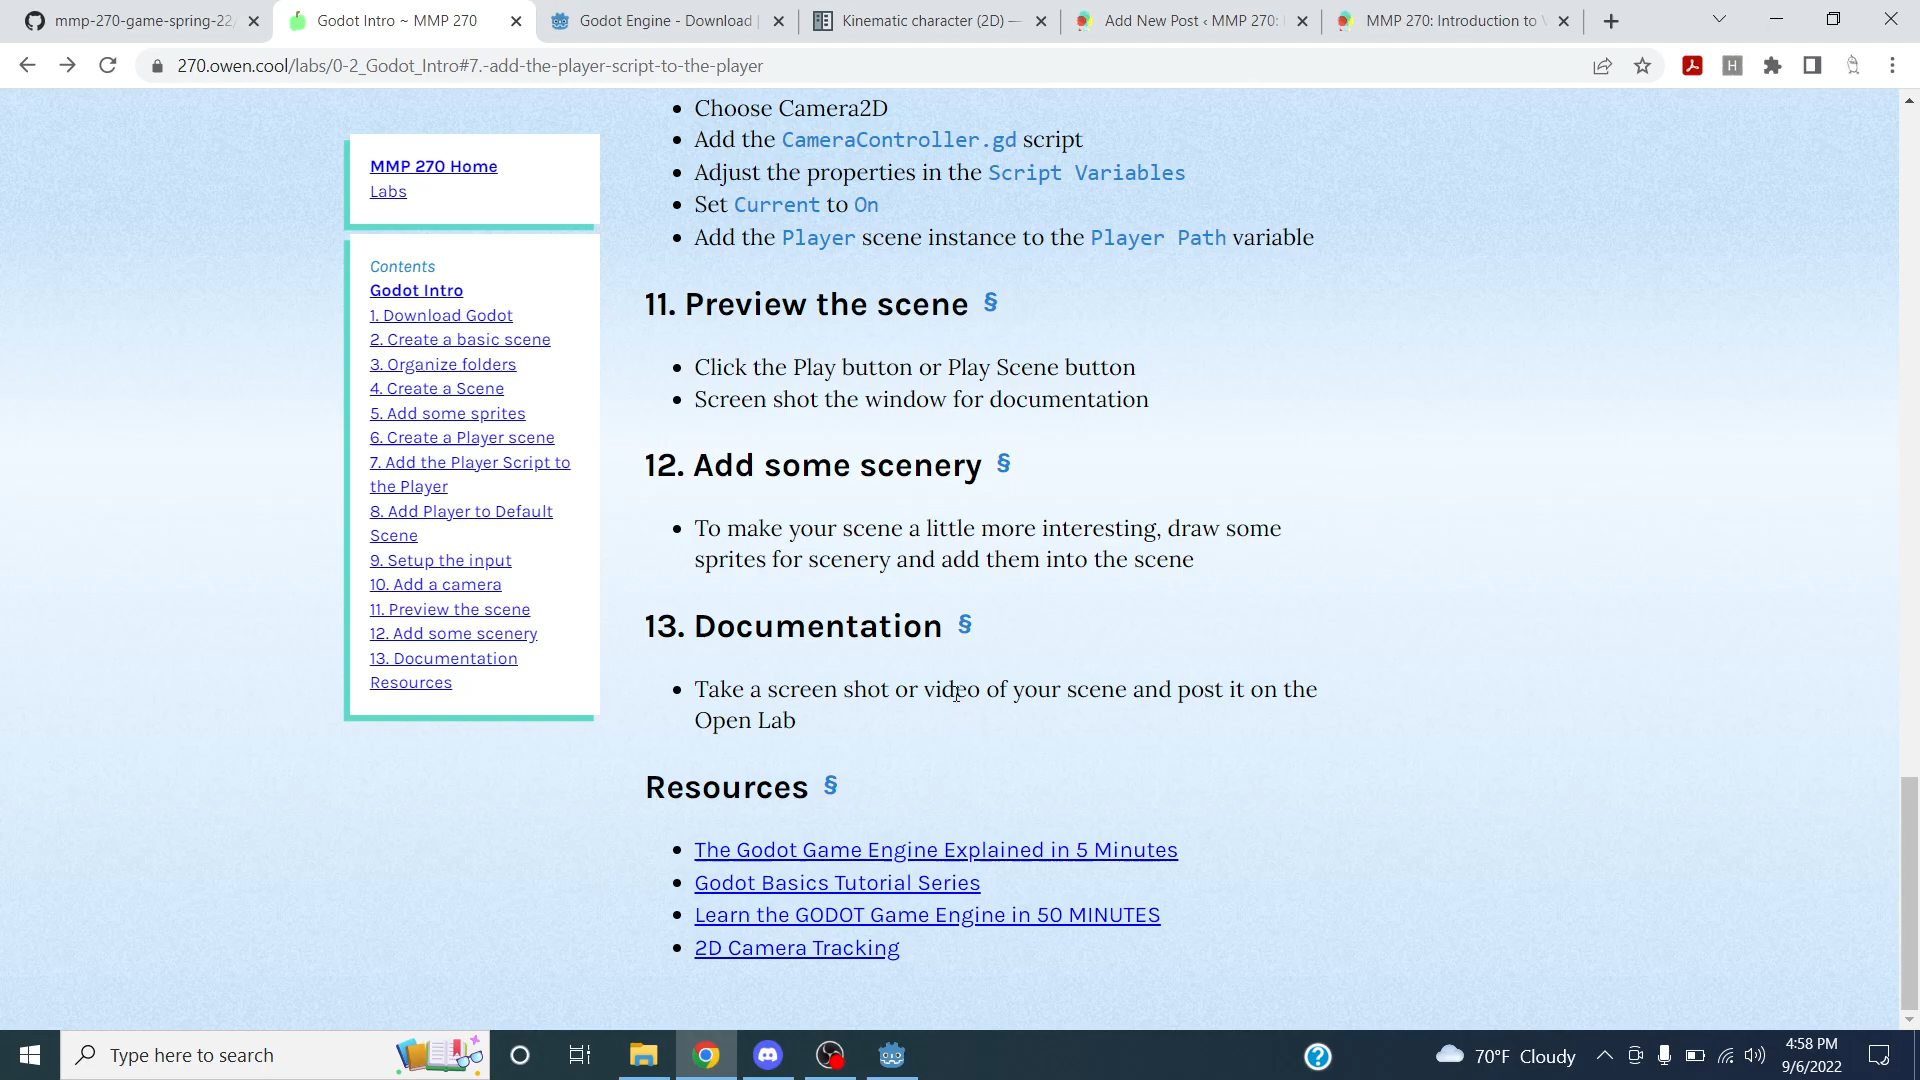 mmp-270-game-spring-22
Godot Intro ~ MMP 270
Godot Engine - Download
Kinematic character (2D) —
Add New Post ‹ MMP 270:
MMP 270: Introduction to
270.owen.cool/labs/0-2_Godot_Intro#7.-add-the-player-script-to-the-player
MMP 270 Home
Labs
Contents
Godot Intro
1. Download Godot
2. Create a basic scene
3. Organize folders
4. Create a Scene
5. Add some sprites
6. Create a Player scene
7. Add the Player Script to
the Player
8. Add Player to Default
Scene
9. Setup the input
10. Add a camera
11. Preview the scene
12. Add some scenery
13. Documentation
Resources
• Choose Camera2D
• Add the CameraController.gd script
• Adjust the properties in the Script Variables
• Set Current to On
• Add the Player scene instance to the Player Path variable
11. Preview the scene §
• Click the Play button or Play Scene button
• Screen shot the window for documentation
12. Add some scenery §
• To make your scene a little more interesting, draw some
sprites for scenery and add them into the scene
13. Documentation §
• Take a screen shot or video of your scene and post it on the
Open Lab
Resources §
• The Godot Game Engine Explained in 5 Minutes
• Godot Basics Tutorial Series
• Learn the GODOT Game Engine in 50 MINUTES
• 2D Camera Tracking
Type here to search
70°F Cloudy
4:58 PM
9/6/2022